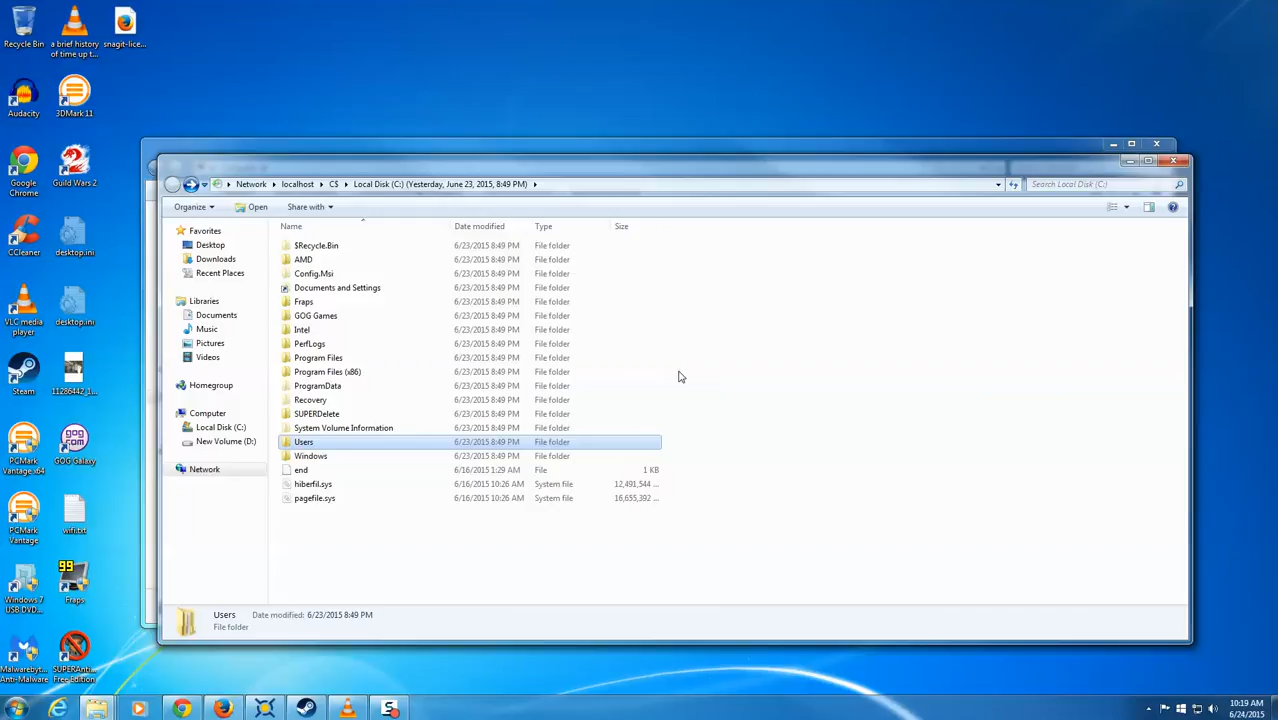 Recycle Bin
a brief history of time up t...
snagit-lice...
Audacity
3DMark 11
Google Chrome
Guild Wars 2
CCleaner
desktop.ini
VLC media player
desktop.ini
Steam
11286442_1...
PCMark Vantage x64
GOG Galaxy
PCMark Vantage
wifi.txt
Windows 7 USB DVD...
99
Fraps
Malwareby... Anti-Malware
SUPERAnti... Free Edition
Network
localhost
C$
Local Disk (C:) (Yesterday, June 23, 2015, 8:49 PM)
Search Local Disk (C:)
Organize
Open
Share with
Favorites
Desktop
Downloads
Recent Places
Libraries
Documents
Music
Pictures
Videos
Homegroup
Computer
Local Disk (C:)
New Volume (D:)
Network
Name Date modified Type Size
$Recycle.Bin 6/23/2015 8:49 PM File folder
AMD 6/23/2015 8:49 PM File folder
Config.Msi 6/23/2015 8:49 PM File folder
Documents and Settings 6/23/2015 8:49 PM File folder
Fraps 6/23/2015 8:49 PM File folder
GOG Games 6/23/2015 8:49 PM File folder
Intel 6/23/2015 8:49 PM File folder
PerfLogs 6/23/2015 8:49 PM File folder
Program Files 6/23/2015 8:49 PM File folder
Program Files (x86) 6/23/2015 8:49 PM File folder
ProgramData 6/23/2015 8:49 PM File folder
Recovery 6/23/2015 8:49 PM File folder
SUPERDelete 6/23/2015 8:49 PM File folder
System Volume Information 6/23/2015 8:49 PM File folder
Users 6/23/2015 8:49 PM File folder
Windows 6/23/2015 8:49 PM File folder
end 6/16/2015 1:29 AM File 1 KB
hiberfil.sys 6/16/2015 10:26 AM System file 12,491,544 ...
pagefile.sys 6/16/2015 10:26 AM System file 16,655,392 ...
Users Date modified: 6/23/2015 8:49 PM
File folder
10:19 AM
6/24/2015